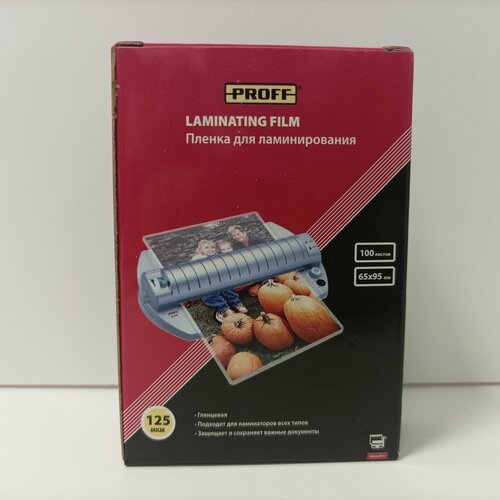 PROFF
LAMINATING FILM
Пленка для ламинирования
100 листов
65x95 мм
125
МКМ
• Глянцевая
• Подходит для ламинаторов всех типов
• Защищает и сохраняет важные документы